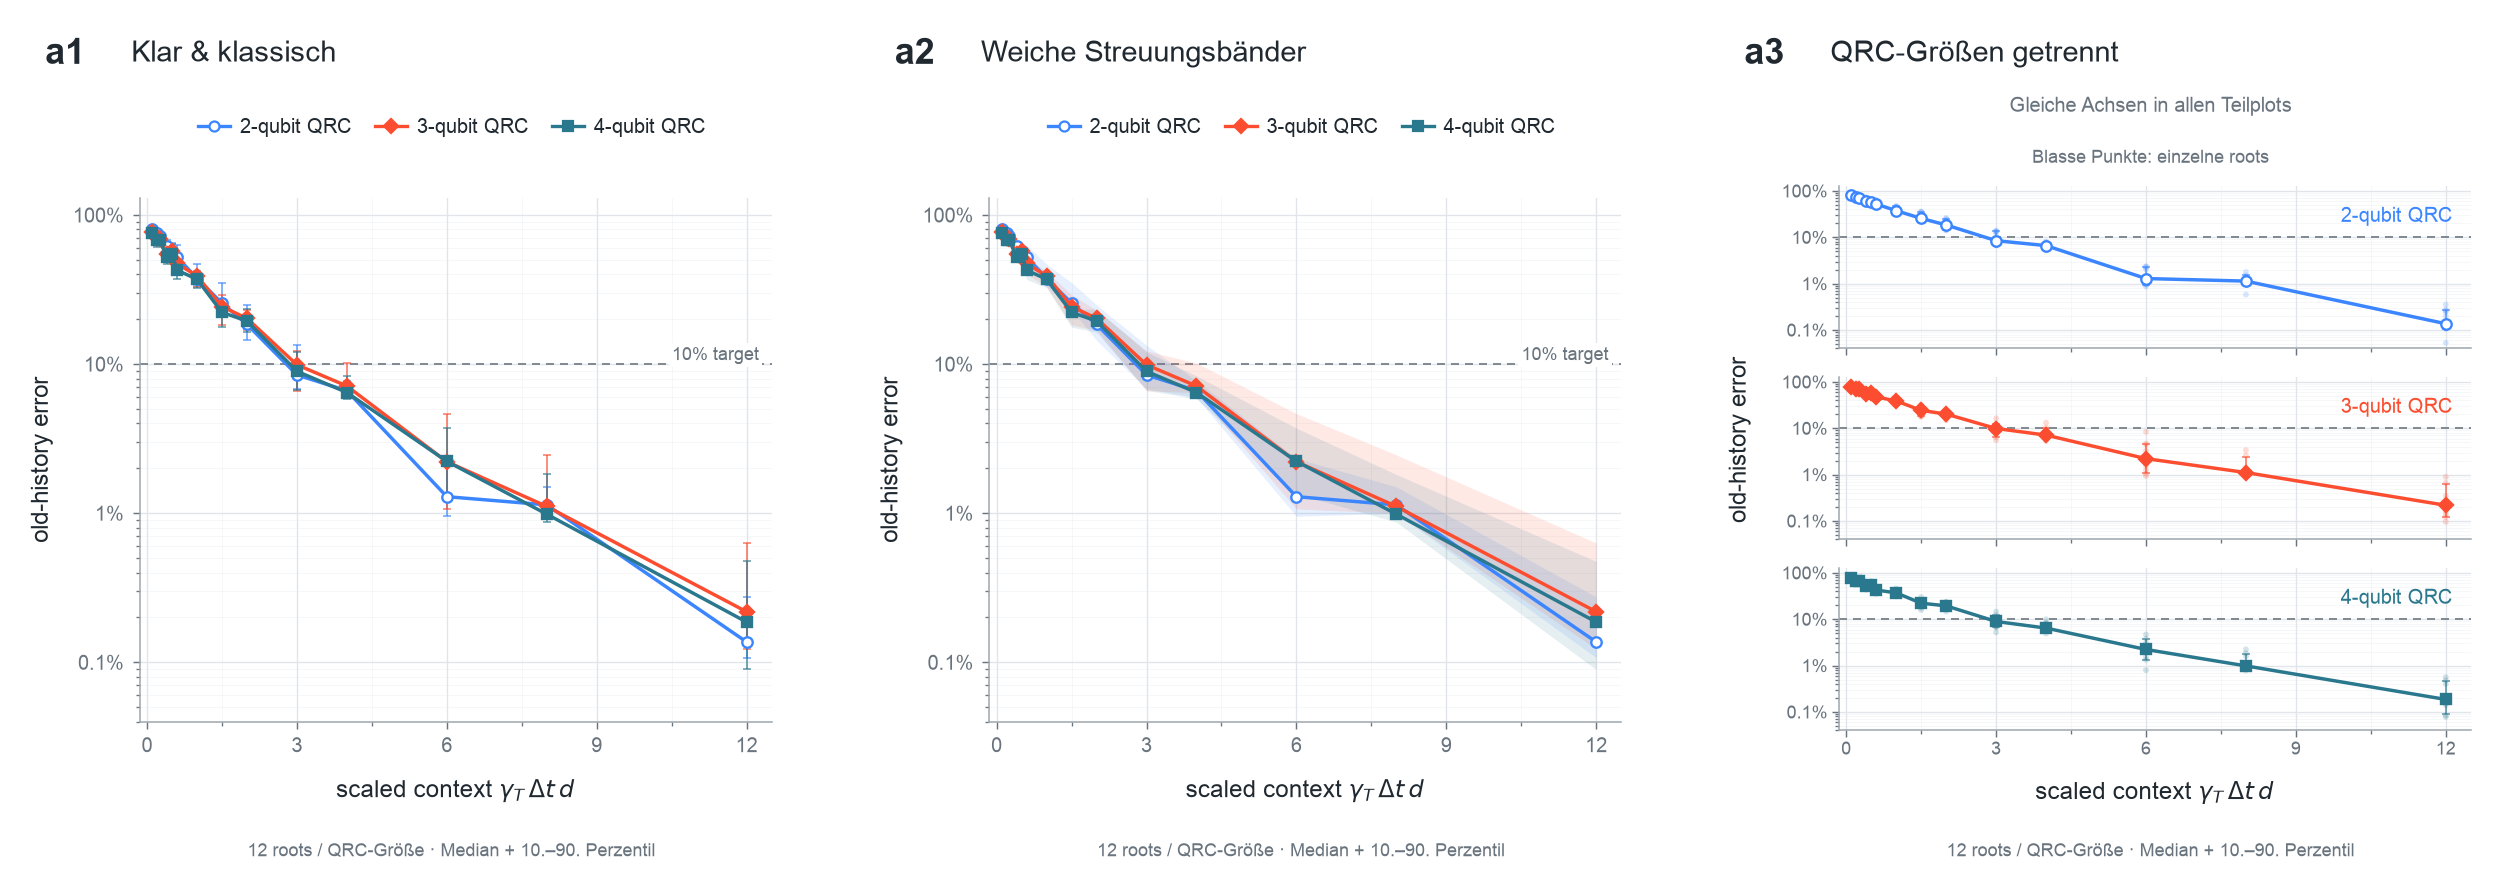 a1 Klar & klassisch
2-qubit QRC 3-qubit QRC 4-qubit QRC
100%
10%
1%
0.1%
10% target
old-history error
0 3 6 9 12
scaled context γT Δt d
12 roots / QRC-Größe · Median + 10.–90. Perzentil
a2 Weiche Streuungsbänder
2-qubit QRC 3-qubit QRC 4-qubit QRC
100%
10%
1%
0.1%
10% target
old-history error
0 3 6 9 12
scaled context γT Δt d
12 roots / QRC-Größe · Median + 10.–90. Perzentil
a3 QRC-Größen getrennt
Gleiche Achsen in allen Teilplots
Blasse Punkte: einzelne roots
100%
10%
1%
0.1%
2-qubit QRC
100%
10%
1%
0.1%
3-qubit QRC
100%
10%
1%
0.1%
4-qubit QRC
old-history error
0 3 6 9 12
scaled context γT Δt d
12 roots / QRC-Größe · Median + 10.–90. Perzentil